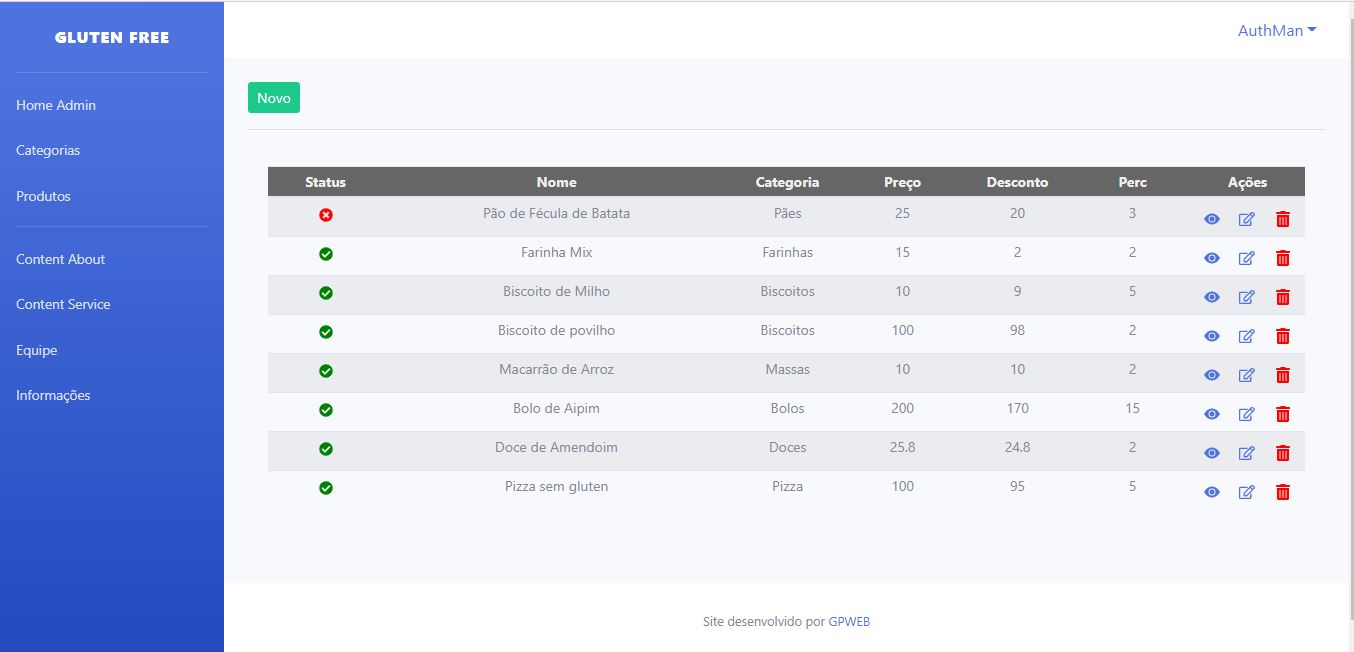 GLUTEN FREE
AuthMan
Home Admin
Categorias
Produtos
Content About
Content Service
Equipe
Informações
Novo
Status Nome Categoria Preço Desconto Perc Ações
Pão de Fécula de Batata Pães 25 20 3
Farinha Mix Farinhas 15 2 2
Biscoito de Milho Biscoitos 10 9 5
Biscoito de povilho Biscoitos 100 98 2
Macarrão de Arroz Massas 10 10 2
Bolo de Aipim Bolos 200 170 15
Doce de Amendoim Doces 25.8 24.8 2
Pizza sem gluten Pizza 100 95 5
Site desenvolvido por GPWEB